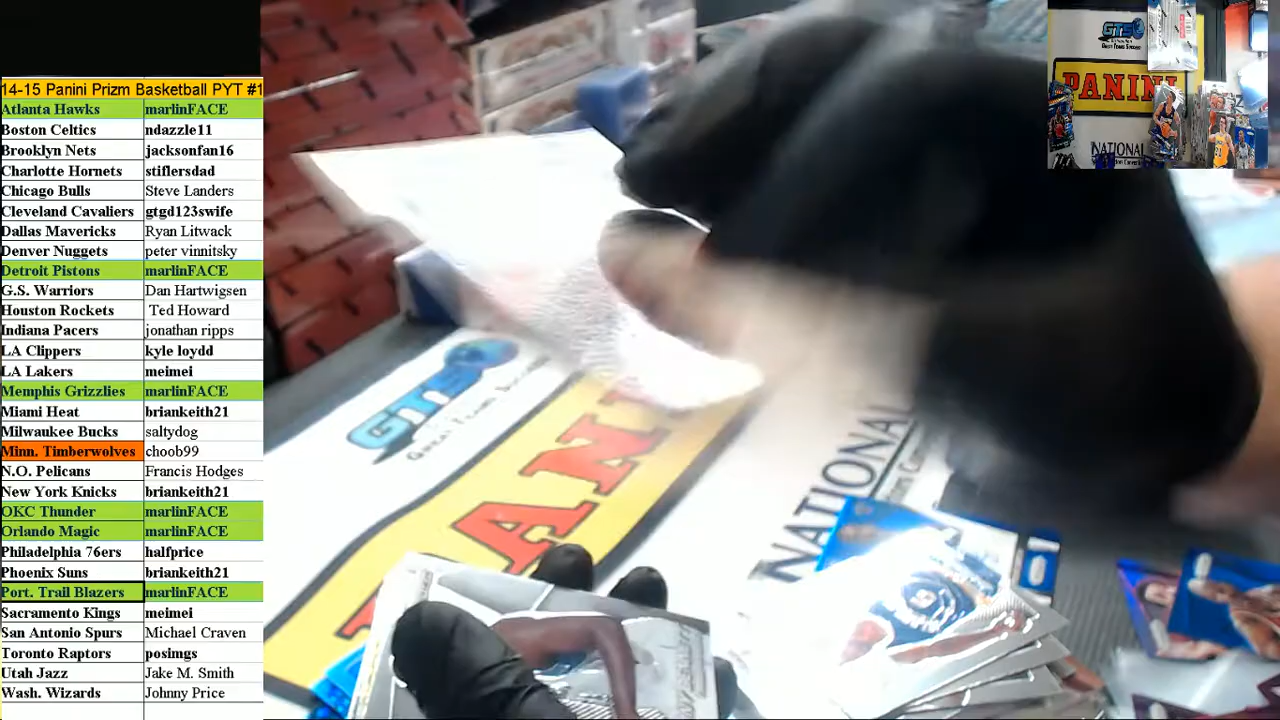 14-15 Panini Prizm Basketball PYT #1
Atlanta Hawks marlinFACE
Boston Celtics ndazzle11
Brooklyn Nets jacksonfan16
Charlotte Hornets stiflersdad
Chicago Bulls Steve Landers
Cleveland Cavaliers gtgd123swife
Dallas Mavericks Ryan Litwack
Denver Nuggets peter vinnitsky
Detroit Pistons marlinFACE
G.S. Warriors Dan Hartwigsen
Houston Rockets Ted Howard
Indiana Pacers jonathan ripps
LA Clippers kyle loydd
LA Lakers meimei
Memphis Grizzlies marlinFACE
Miami Heat briankeith21
Milwaukee Bucks saltydog
Minn. Timberwolves choob99
N.O. Pelicans Francis Hodges
New York Knicks briankeith21
OKC Thunder marlinFACE
Orlando Magic marlinFACE
Philadelphia 76ers halfprice
Phoenix Suns briankeith21
Port. Trail Blazers marlinFACE
Sacramento Kings meimei
San Antonio Spurs Michael Craven
Toronto Raptors posimgs
Utah Jazz Jake M. Smith
Wash. Wizards Johnny Price
GTS
PANINI
NATIONAL
GTS
PANI
NATIONAL